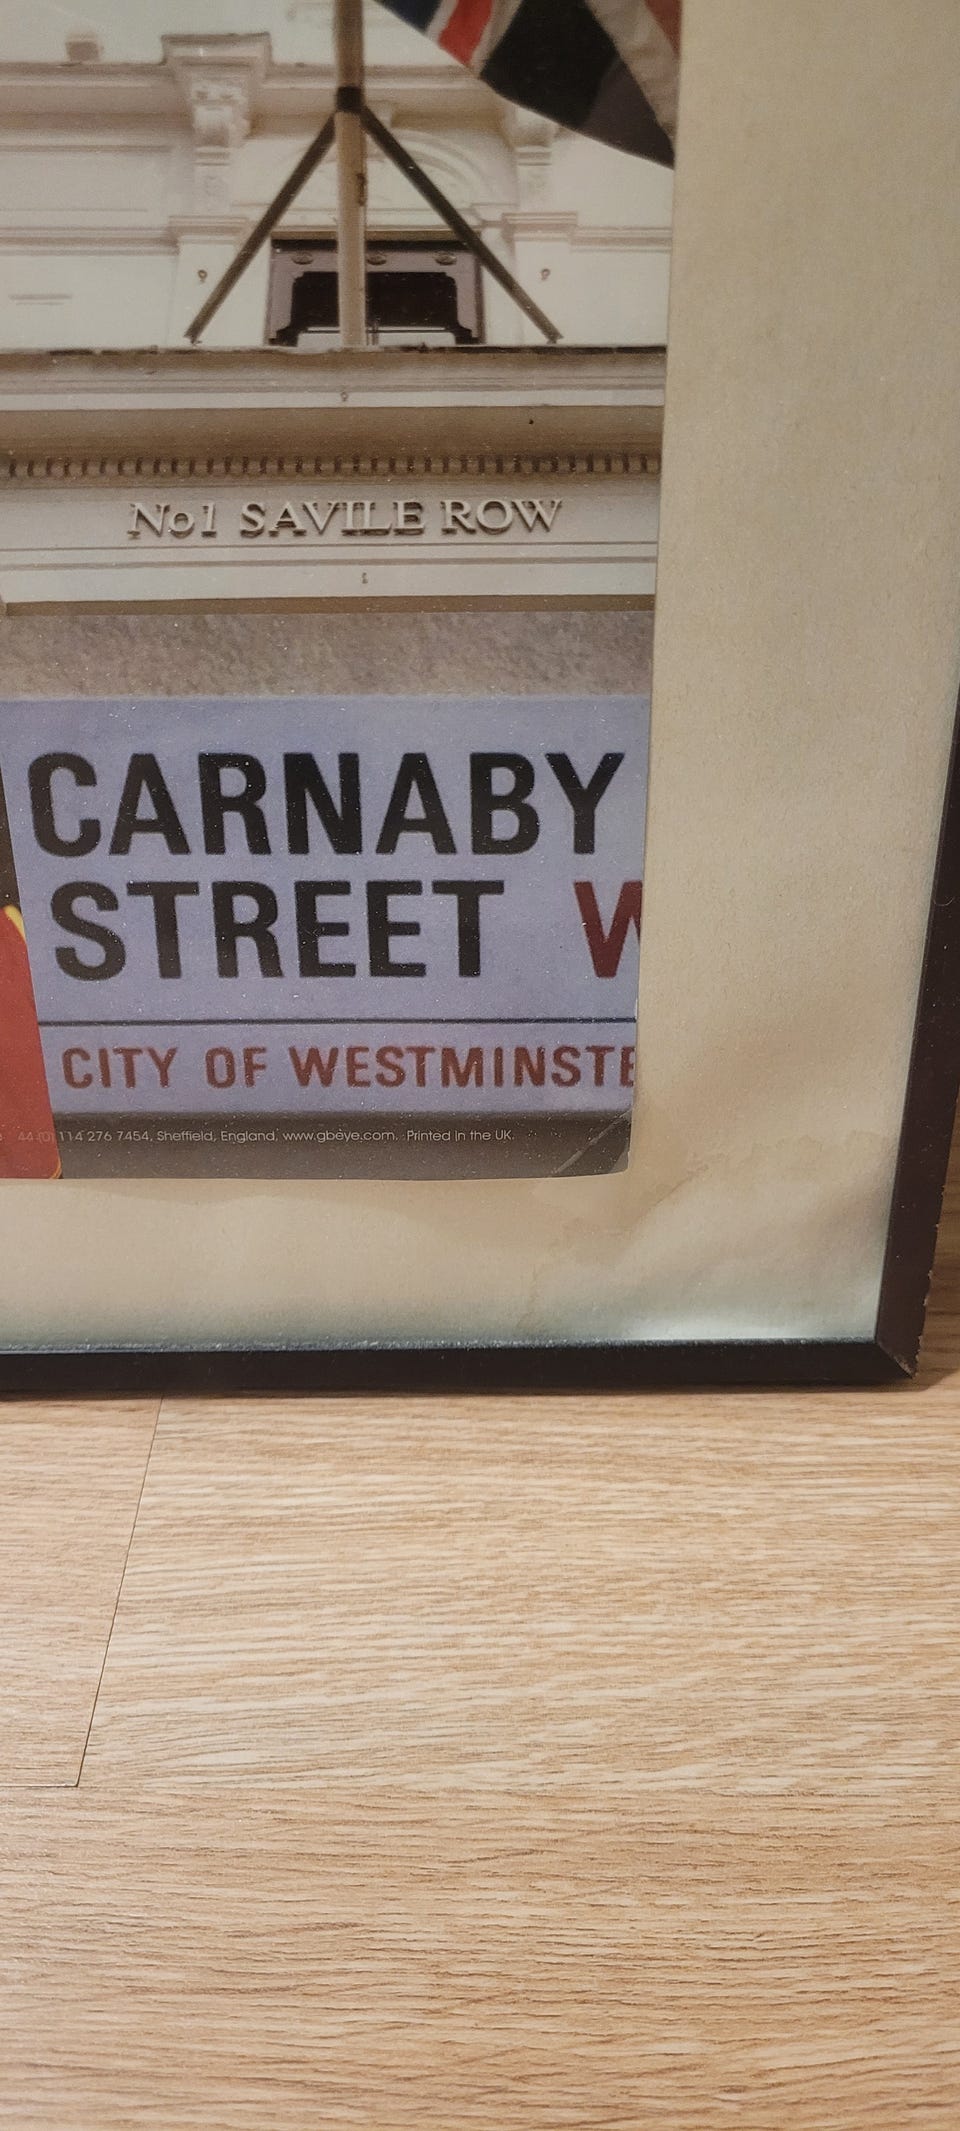 No1 SAVILE ROW
CARNABY
STREET W
CITY OF WESTMINSTE
44 (0) 114 276 7454, Sheffield, England. www.gbeye.com. Printed in the UK.